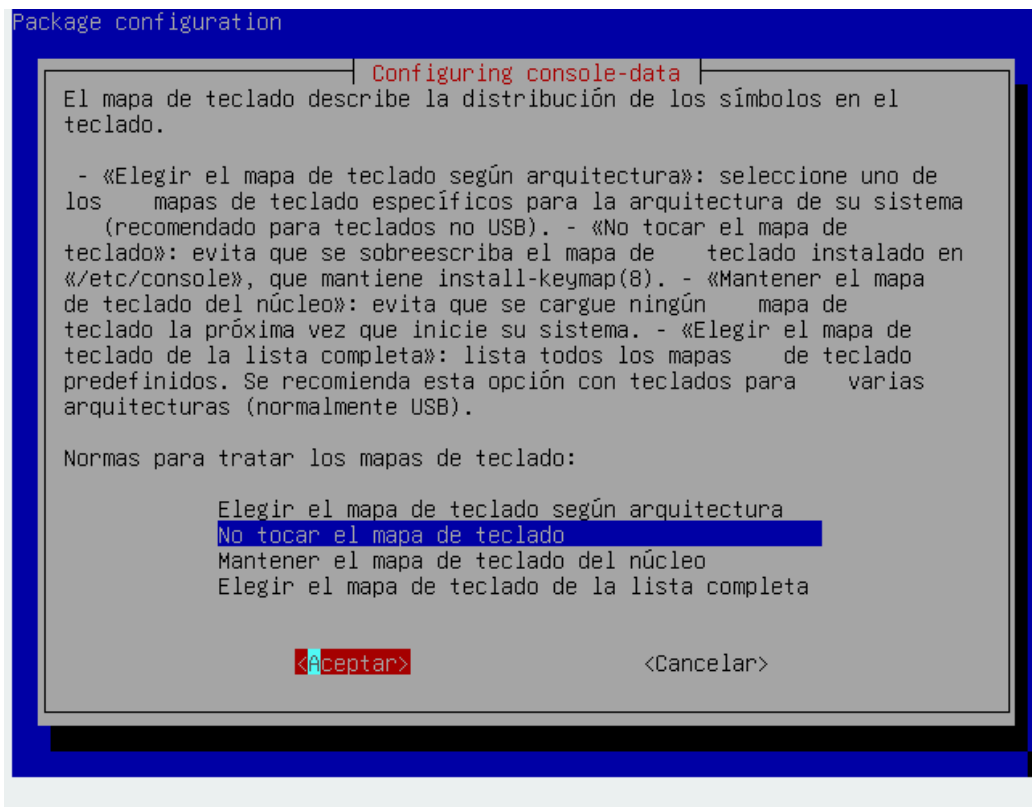 Package configuration
Configuring console-data
El mapa de teclado describe la distribución de los símbolos en el
teclado.
- «Elegir el mapa de teclado según arquitectura»: seleccione uno de
los    mapas de teclado específicos para la arquitectura de su sistema
(recomendado para teclados no USB). - «No tocar el mapa de
teclado»: evita que se sobreescriba el mapa de    teclado instalado en
«/etc/console», que mantiene install-keymap(8). - «Mantener el mapa
de teclado del núcleo»: evita que se cargue ningún    mapa de
teclado la próxima vez que inicie su sistema. - «Elegir el mapa de
teclado de la lista completa»: lista todos los mapas    de teclado
predefinidos. Se recomienda esta opción con teclados para    varias
arquitecturas (normalmente USB).
Normas para tratar los mapas de teclado:
Elegir el mapa de teclado según arquitectura
No tocar el mapa de teclado
Mantener el mapa de teclado del núcleo
Elegir el mapa de teclado de la lista completa
<Aceptar> <Cancelar>